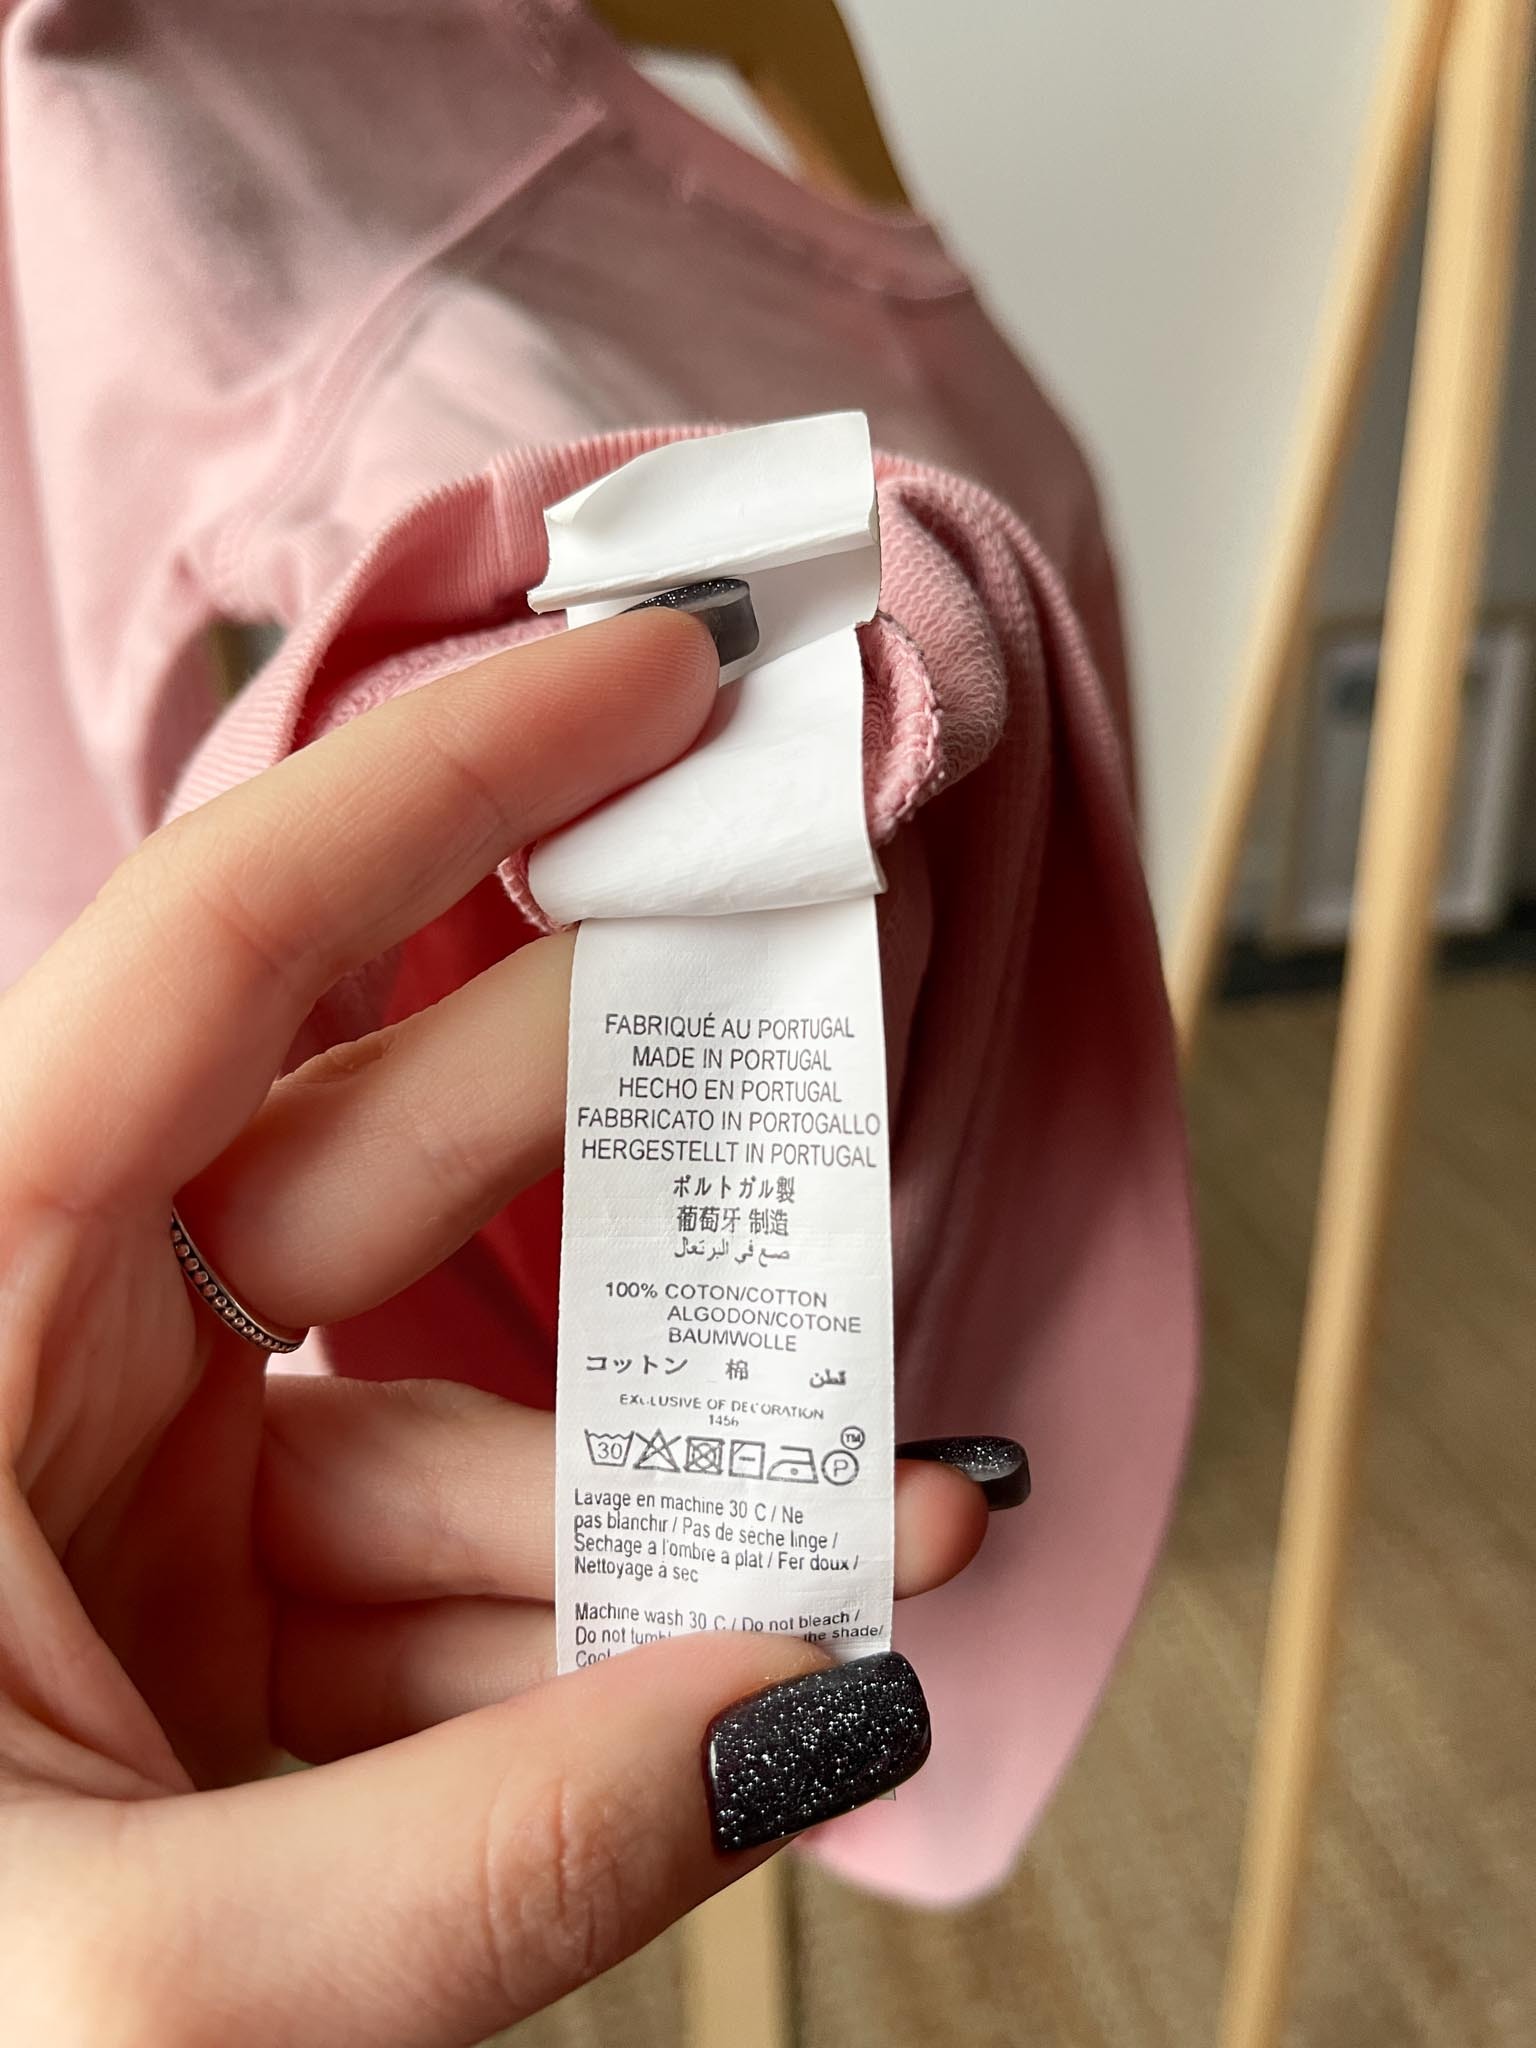 FABRIQUÉ AU PORTUGAL
MADE IN PORTUGAL
HECHO EN PORTUGAL
FABBRICATO IN PORTOGALLO
HERGESTELLT IN PORTUGAL
ポルトガル製
葡萄牙 制造
صنع في البرتغال
100% COTON/COTTON
ALGODON/COTONE
BAUMWOLLE
コットン 棉 قطن
EXCLUSIVE OF DECORATION
1456
30 P TM
Lavage en machine 30 C / Ne
pas blanchir / Pas de sèche linge /
Sechage a l'ombre a plat / Fer doux /
Nettoyage à sec
Machine wash 30 C / Do not bleach /
Do not the shade/